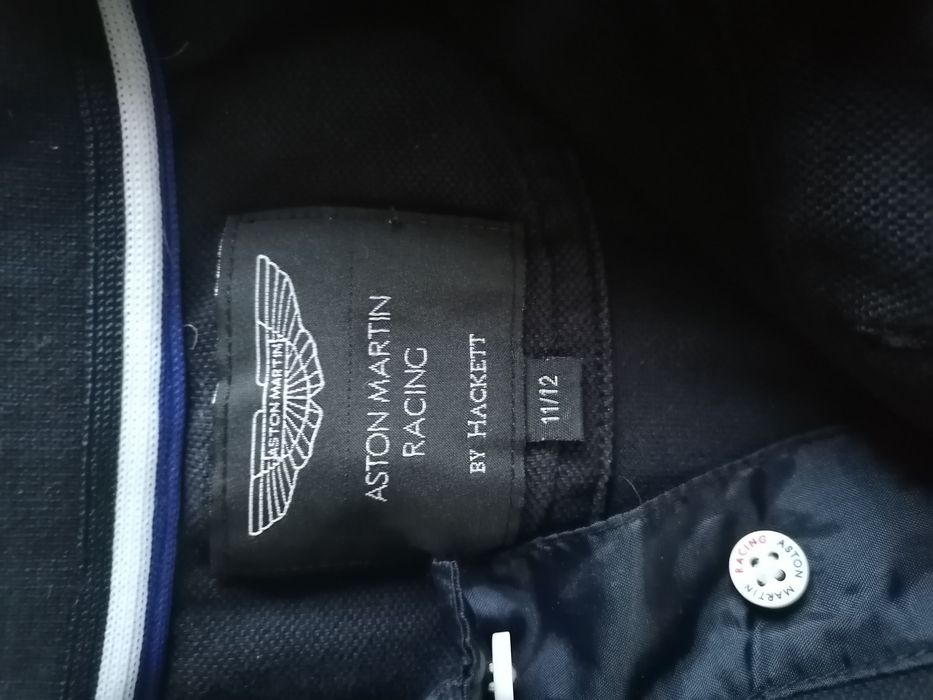 ASTON MARTIN
ASTON MARTIN
RACING
BY HACKETT
11/12
RACING ASTON MARTIN